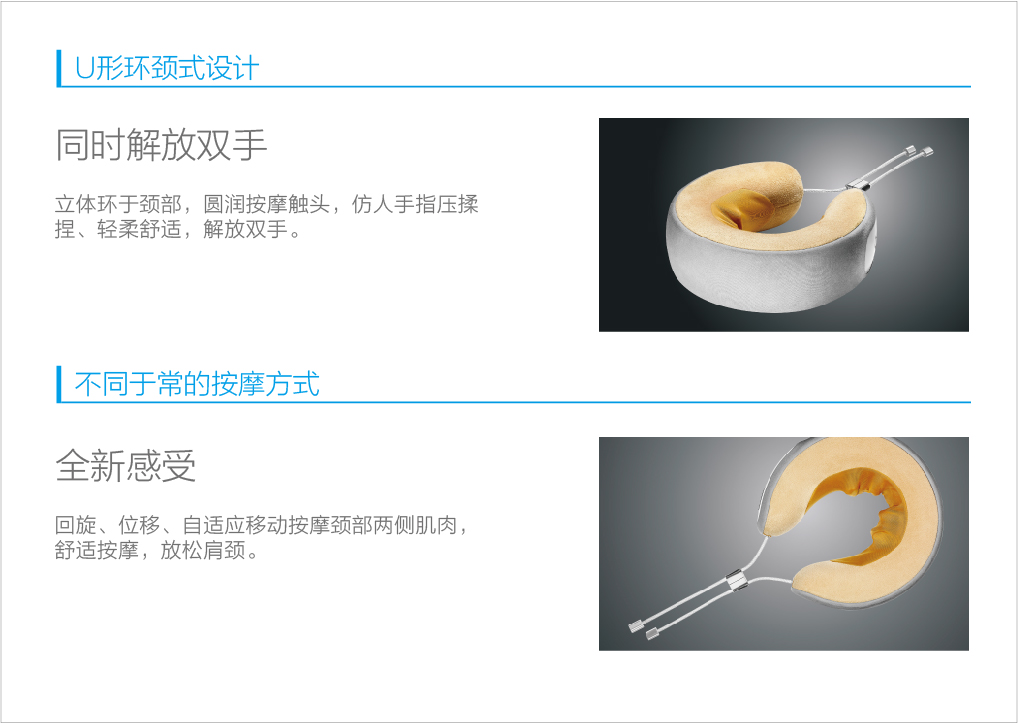 U形环颈式设计
同时解放双手
立体环于颈部，圆润按摩触头，仿人手指压揉
捏、轻柔舒适，解放双手。
不同于常的按摩方式
全新感受
回旋、位移、自适应移动按摩颈部两侧肌肉，
舒适按摩，放松肩颈。